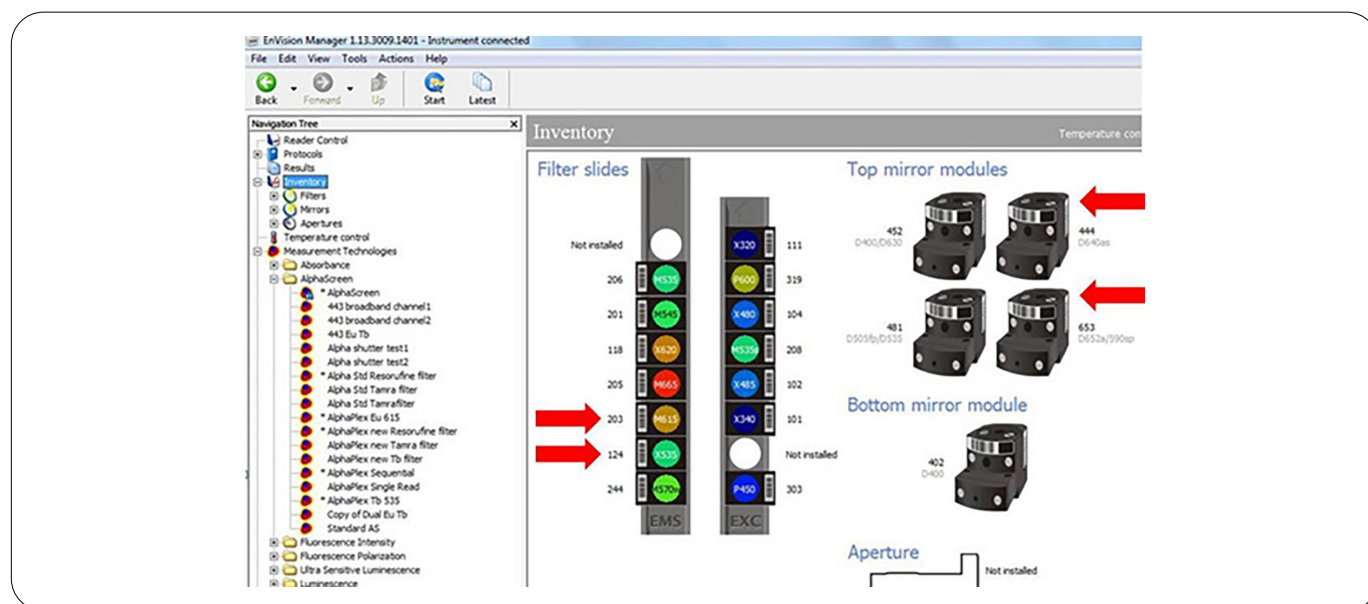 EnVision Manager 1.13.3009.1401 - Instrument connected
File Edit View Tools Actions Help
Back Forward Up Start Latest
Navigation Tree
Reader Control
Protocols
Results
Inventory
Filters
Mirrors
Apertures
Temperature control
Measurement Technologies
Absorbance
AlphaScreen
* AlphaScreen
443 broadband channel1
443 broadband channel2
443 Eu Tb
Alpha shutter test1
Alpha shutter test2
* Alpha Std Resorufine filter
Alpha Std Tamra filter
Alpha Std Tamrafilter
* AlphaPlex Eu 615
* AlphaPlex new Resorufine filter
AlphaPlex new Tamra filter
AlphaPlex new Tb filter
* AlphaPlex Sequential
AlphaPlex Single Read
* AlphaPlex Tb 535
Copy of Dual Eu Tb
Standard AS
Fluorescence Intensity
Fluorescence Polarization
Ultra Sensitive Luminescence
Luminescence
Inventory
Temperature con
Filter slides
Not installed
206 M535
201 M545
118 X620
205 M665
203 M615
124 X535
244 M570
EMS
X320 111
P600 319
X480 104
M535 208
X485 102
X340 101
Not installed
P450 303
EXC
Top mirror modules
452
D400/D630
444
D640as
481
D505fp/D535
653
D652a/590sp
Bottom mirror module
402
D400
Aperture
Not installed